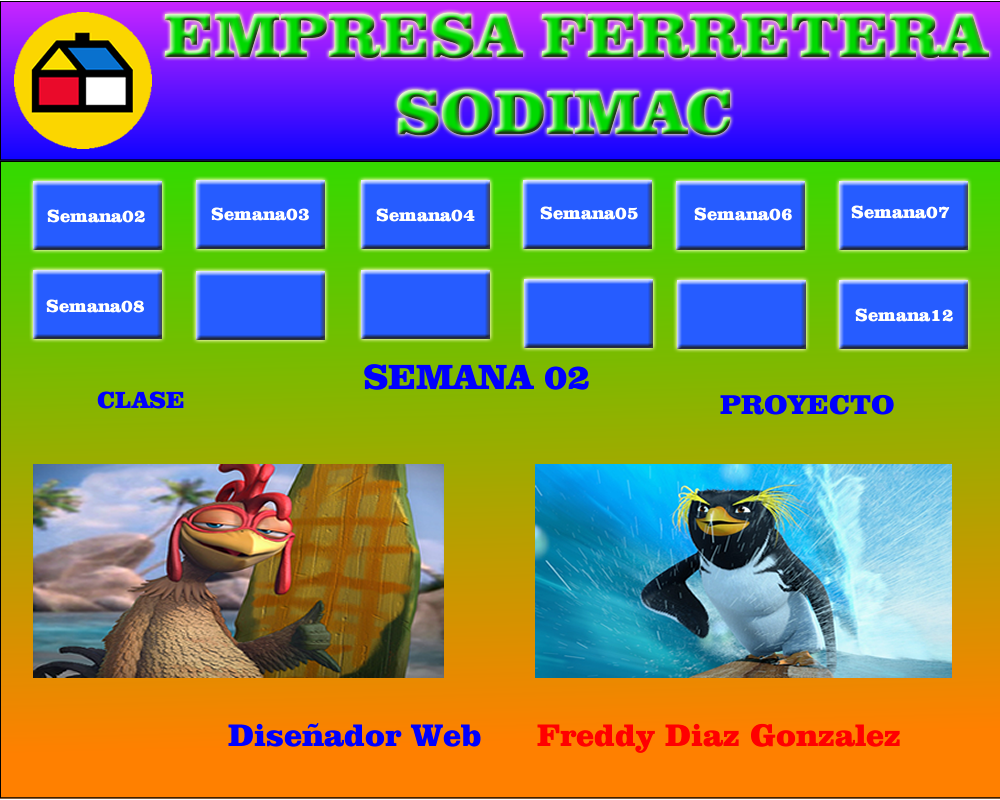 EMPRESA FERRETERA
SODIMAC
Semana02 Semana03 Semana04 Semana05 Semana06 Semana07
Semana08 Semana12
SEMANA 02
CLASE PROYECTO
Diseñador Web Freddy Diaz Gonzalez